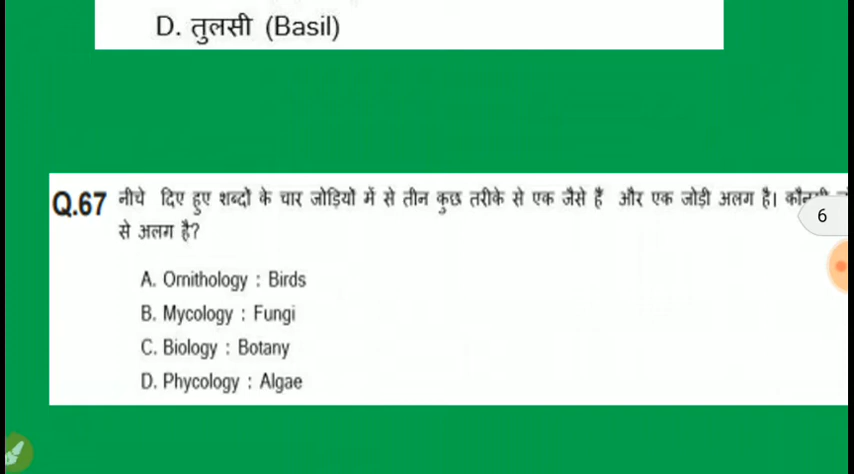 D. तुलसी (Basil)
Q.67 नीचे दिए हुए शब्दों के चार जोड़ियों में से तीन कुछ तरीके से एक जैसे हैं और एक जोड़ी अलग है।
6
से अलग है?
A. Ornithology : Birds
B. Mycology : Fungi
C. Biology : Botany
D. Phycology : Algae